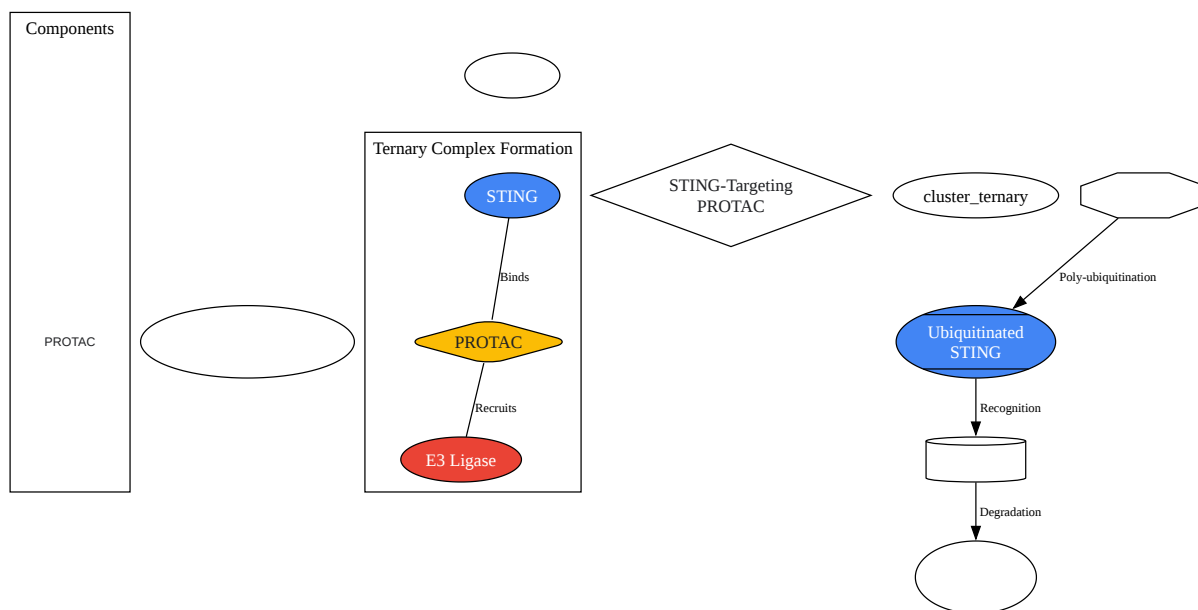 Components
Ternary Complex Formation
STING
STING-Targeting
PROTAC
cluster_ternary
Binds
Poly-ubiquitination
PROTAC
PROTAC
Ubiquitinated
STING
Recruits
Recognition
E3 Ligase
Degradation